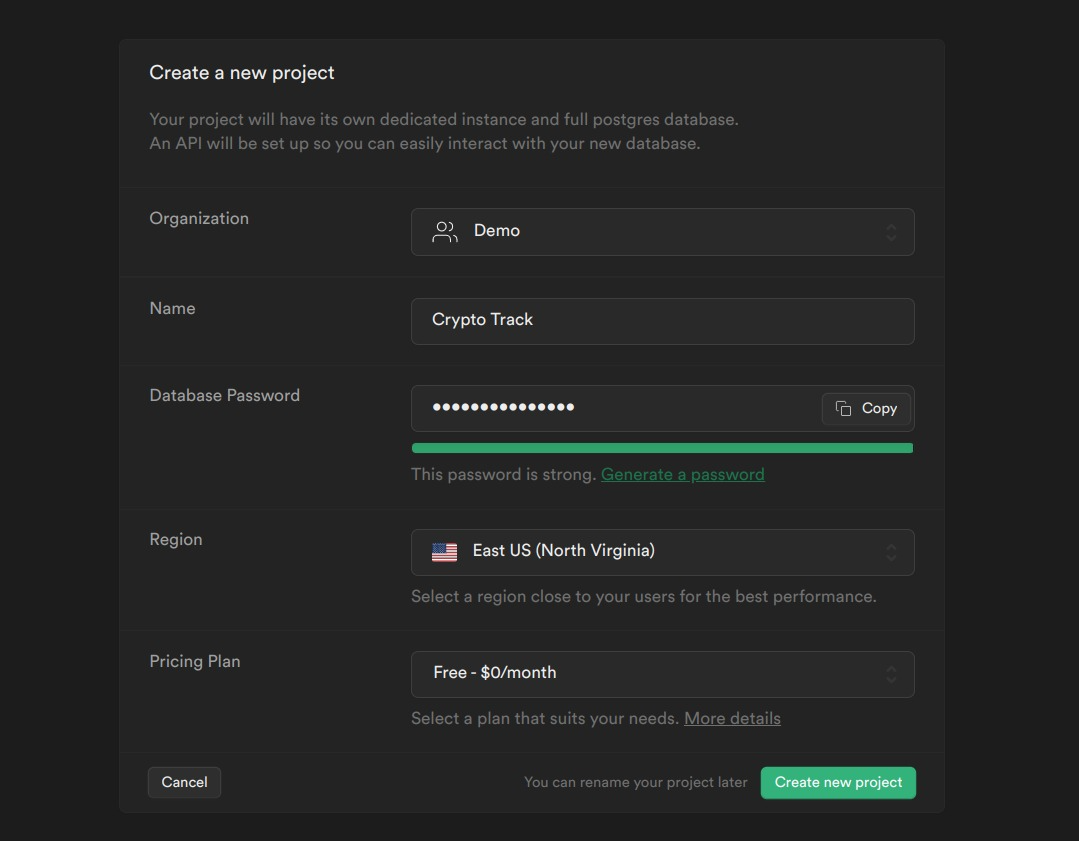 Create a new project
Your project will have its own dedicated instance and full postgres database.
An API will be set up so you can easily interact with your new database.
Organization
Demo
Name
Crypto Track
Database Password
•••••••••••••••
Copy
This password is strong. Generate a password
Region
East US (North Virginia)
Select a region close to your users for the best performance.
Pricing Plan
Free - $0/month
Select a plan that suits your needs. More details
Cancel
You can rename your project later
Create new project